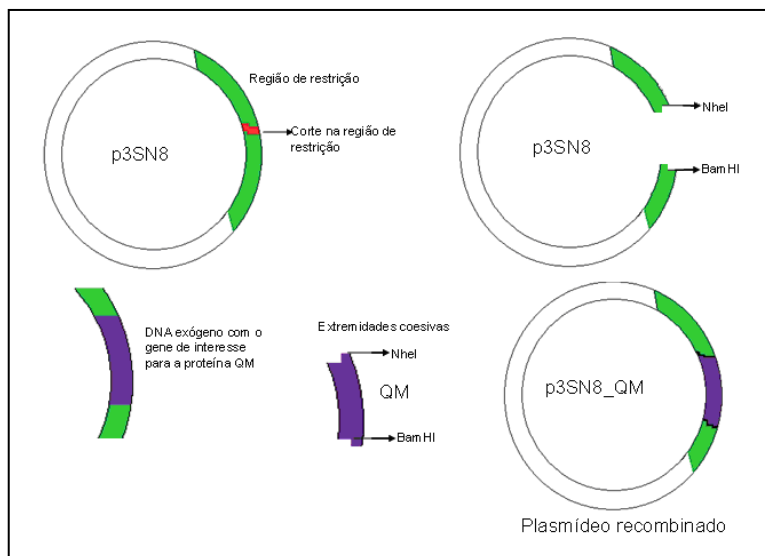 Região de restrição
p3SN8
Corte na região de
restrição
p3SN8
NheI
BamHI
DNA exógeno com o
gene de interesse
para a proteína QM
Extremidades coesivas
NheI
QM
BamHI
p3SN8_QM
Plasmídeo recombinado